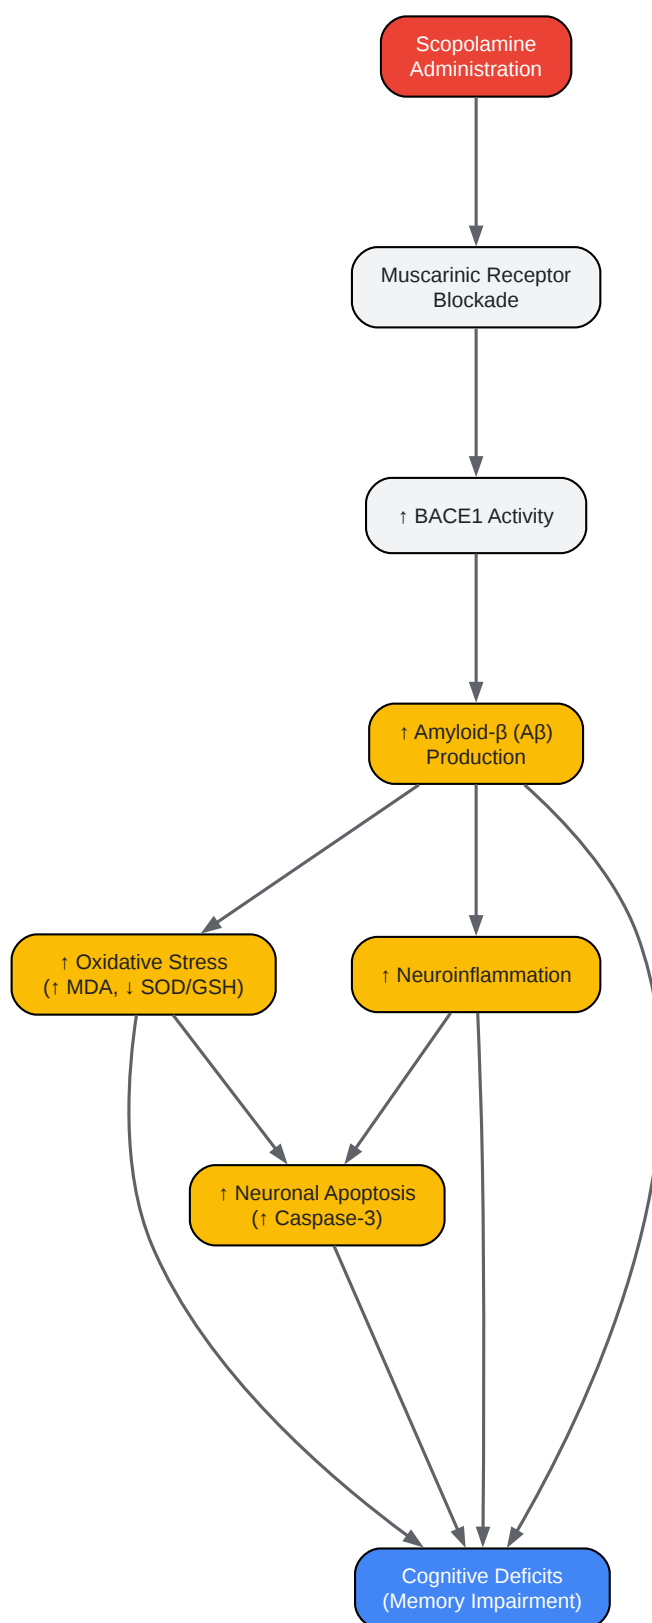 Scopolamine
Administration
Muscarinic Receptor
Blockade
↑ BACE1 Activity
↑ Amyloid-β (Aβ)
Production
↑ Oxidative Stress
(↑ MDA, ↓ SOD/GSH)
↑ Neuroinflammation
↑ Neuronal Apoptosis
(↑ Caspase-3)
Cognitive Deficits
(Memory Impairment)